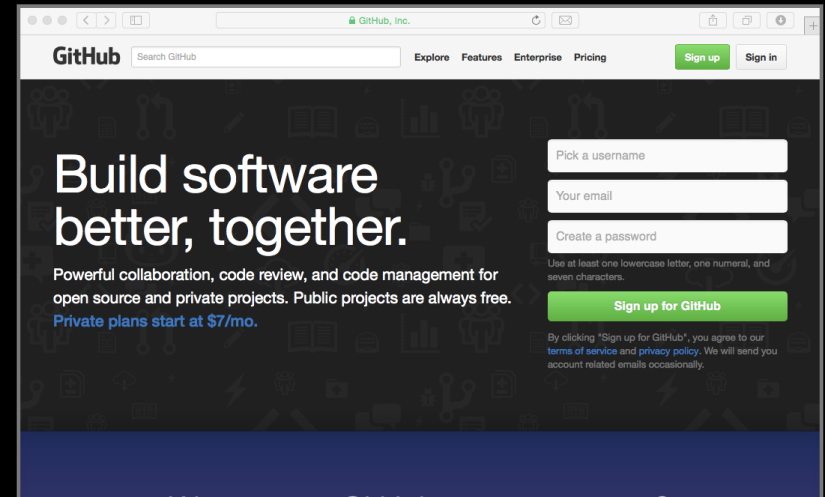 GitHub, Inc.
GitHub
Search GitHub
Explore Features Enterprise Pricing
Sign up
Sign in
Build software
better, together.
Powerful collaboration, code review, and code management for
open source and private projects. Public projects are always free.
Private plans start at $7/mo.
Pick a username
Your email
Create a password
Use at least one lowercase letter, one numeral, and
seven characters.
Sign up for GitHub
By clicking "Sign up for GitHub", you agree to our
terms of service and privacy policy. We will send you
account related emails occasionally.